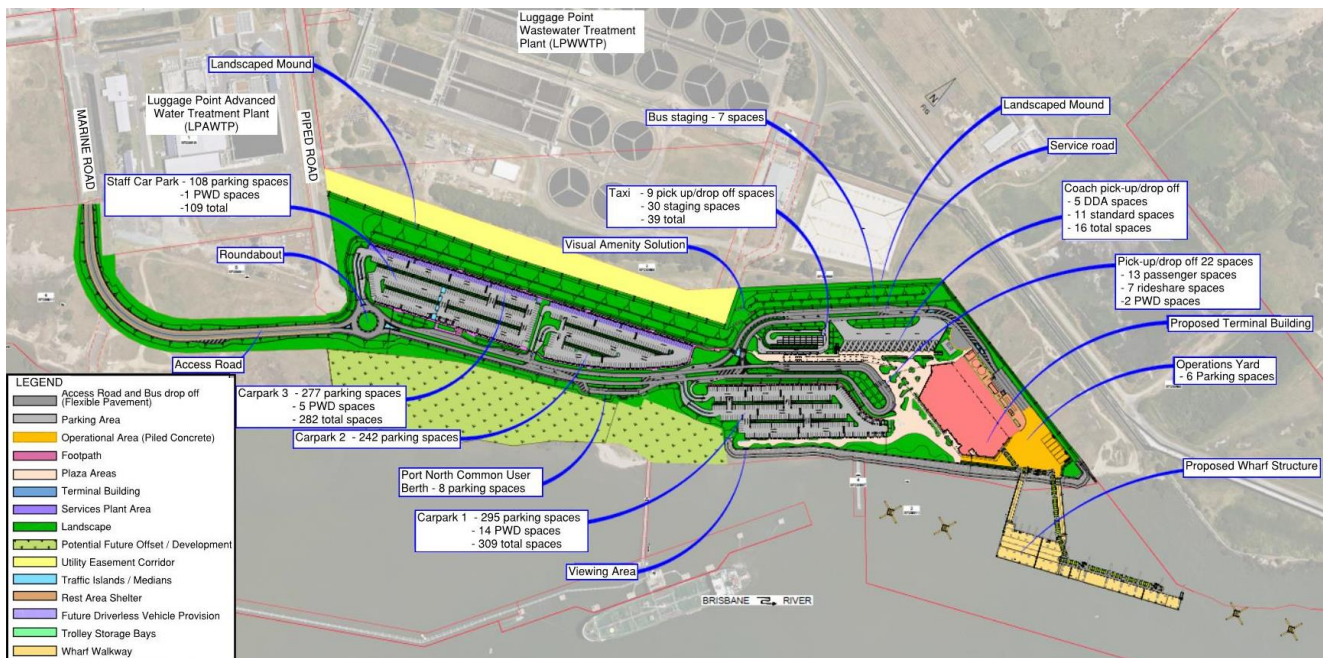 Luggage Point
Wastewater Treatment
Plant (LPWWTP)
Landscaped Mound
Luggage Point Advanced
Water Treatment Plant
(LPAWTP)
MARINE ROAD
PIPED ROAD
N
Bus staging - 7 spaces
Landscaped Mound
Service road
Staff Car Park - 108 parking spaces
-1 PWD spaces
-109 total
Taxi - 9 pick up/drop off spaces
- 30 staging spaces
- 39 total
Coach pick-up/drop off
- 5 DDA spaces
- 11 standard spaces
- 16 total spaces
Roundabout
Visual Amenity Solution
Pick-up/drop off 22 spaces
- 13 passenger spaces
- 7 rideshare spaces
-2 PWD spaces
Proposed Terminal Building
Access Road
Operations Yard
- 6 Parking spaces
Carpark 3 - 277 parking spaces
- 5 PWD spaces
- 282 total spaces
Carpark 2 - 242 parking spaces
Port North Common User
Berth - 8 parking spaces
Proposed Wharf Structure
Carpark 1 - 295 parking spaces
- 14 PWD spaces
- 309 total spaces
Viewing Area
BRISBANE RIVER
LEGEND
Access Road and Bus drop off
(Flexible Pavement)
Parking Area
Operational Area (Piled Concrete)
Footpath
Plaza Areas
Terminal Building
Services Plant Area
Landscape
Potential Future Offset / Development
Utility Easement Corridor
Traffic Islands / Medians
Rest Area Shelter
Future Driverless Vehicle Provision
Trolley Storage Bays
Wharf Walkway